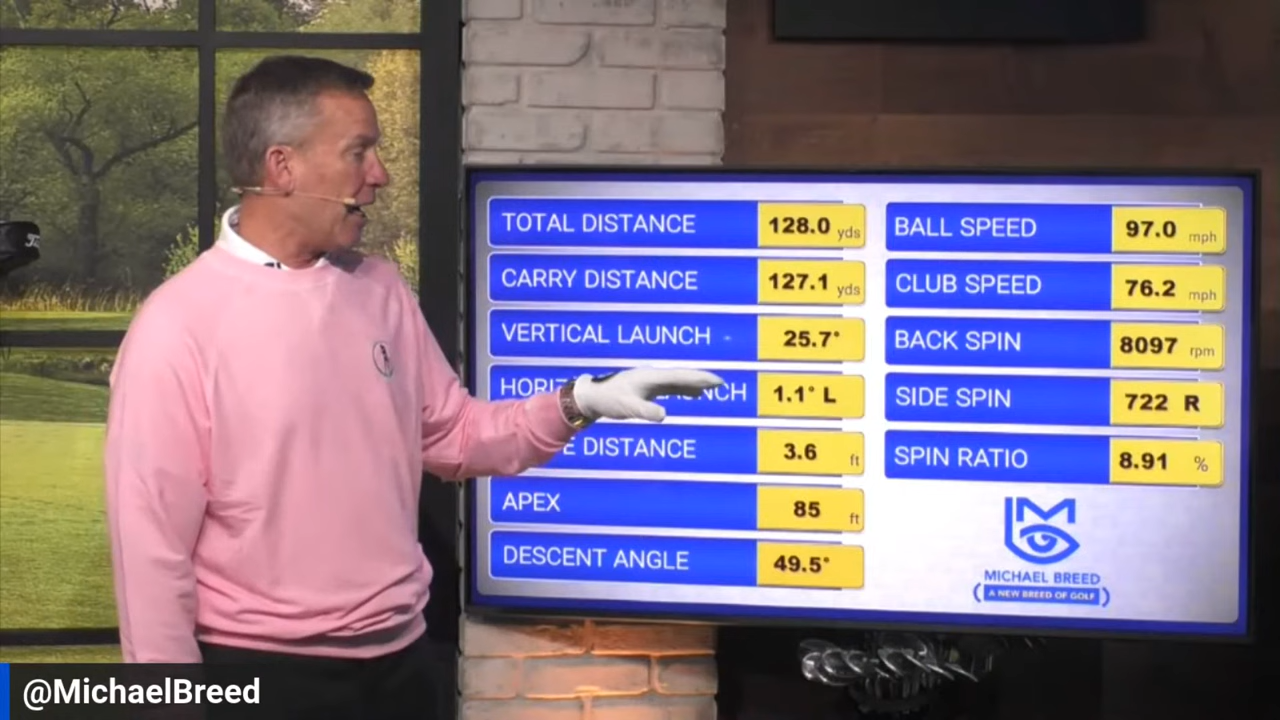 TOTAL DISTANCE 128.0 yds
CARRY DISTANCE 127.1 yds
VERTICAL LAUNCH 25.7°
1.1° L
DISTANCE 3.6 ft
APEX 85 ft
DESCENT ANGLE 49.5°
BALL SPEED 97.0 mph
CLUB SPEED 76.2 mph
BACK SPIN 8097 rpm
SIDE SPIN 722 R
SPIN RATIO 8.91 %
MICHAEL BREED
A NEW BREED OF GOLF
@MichaelBreed